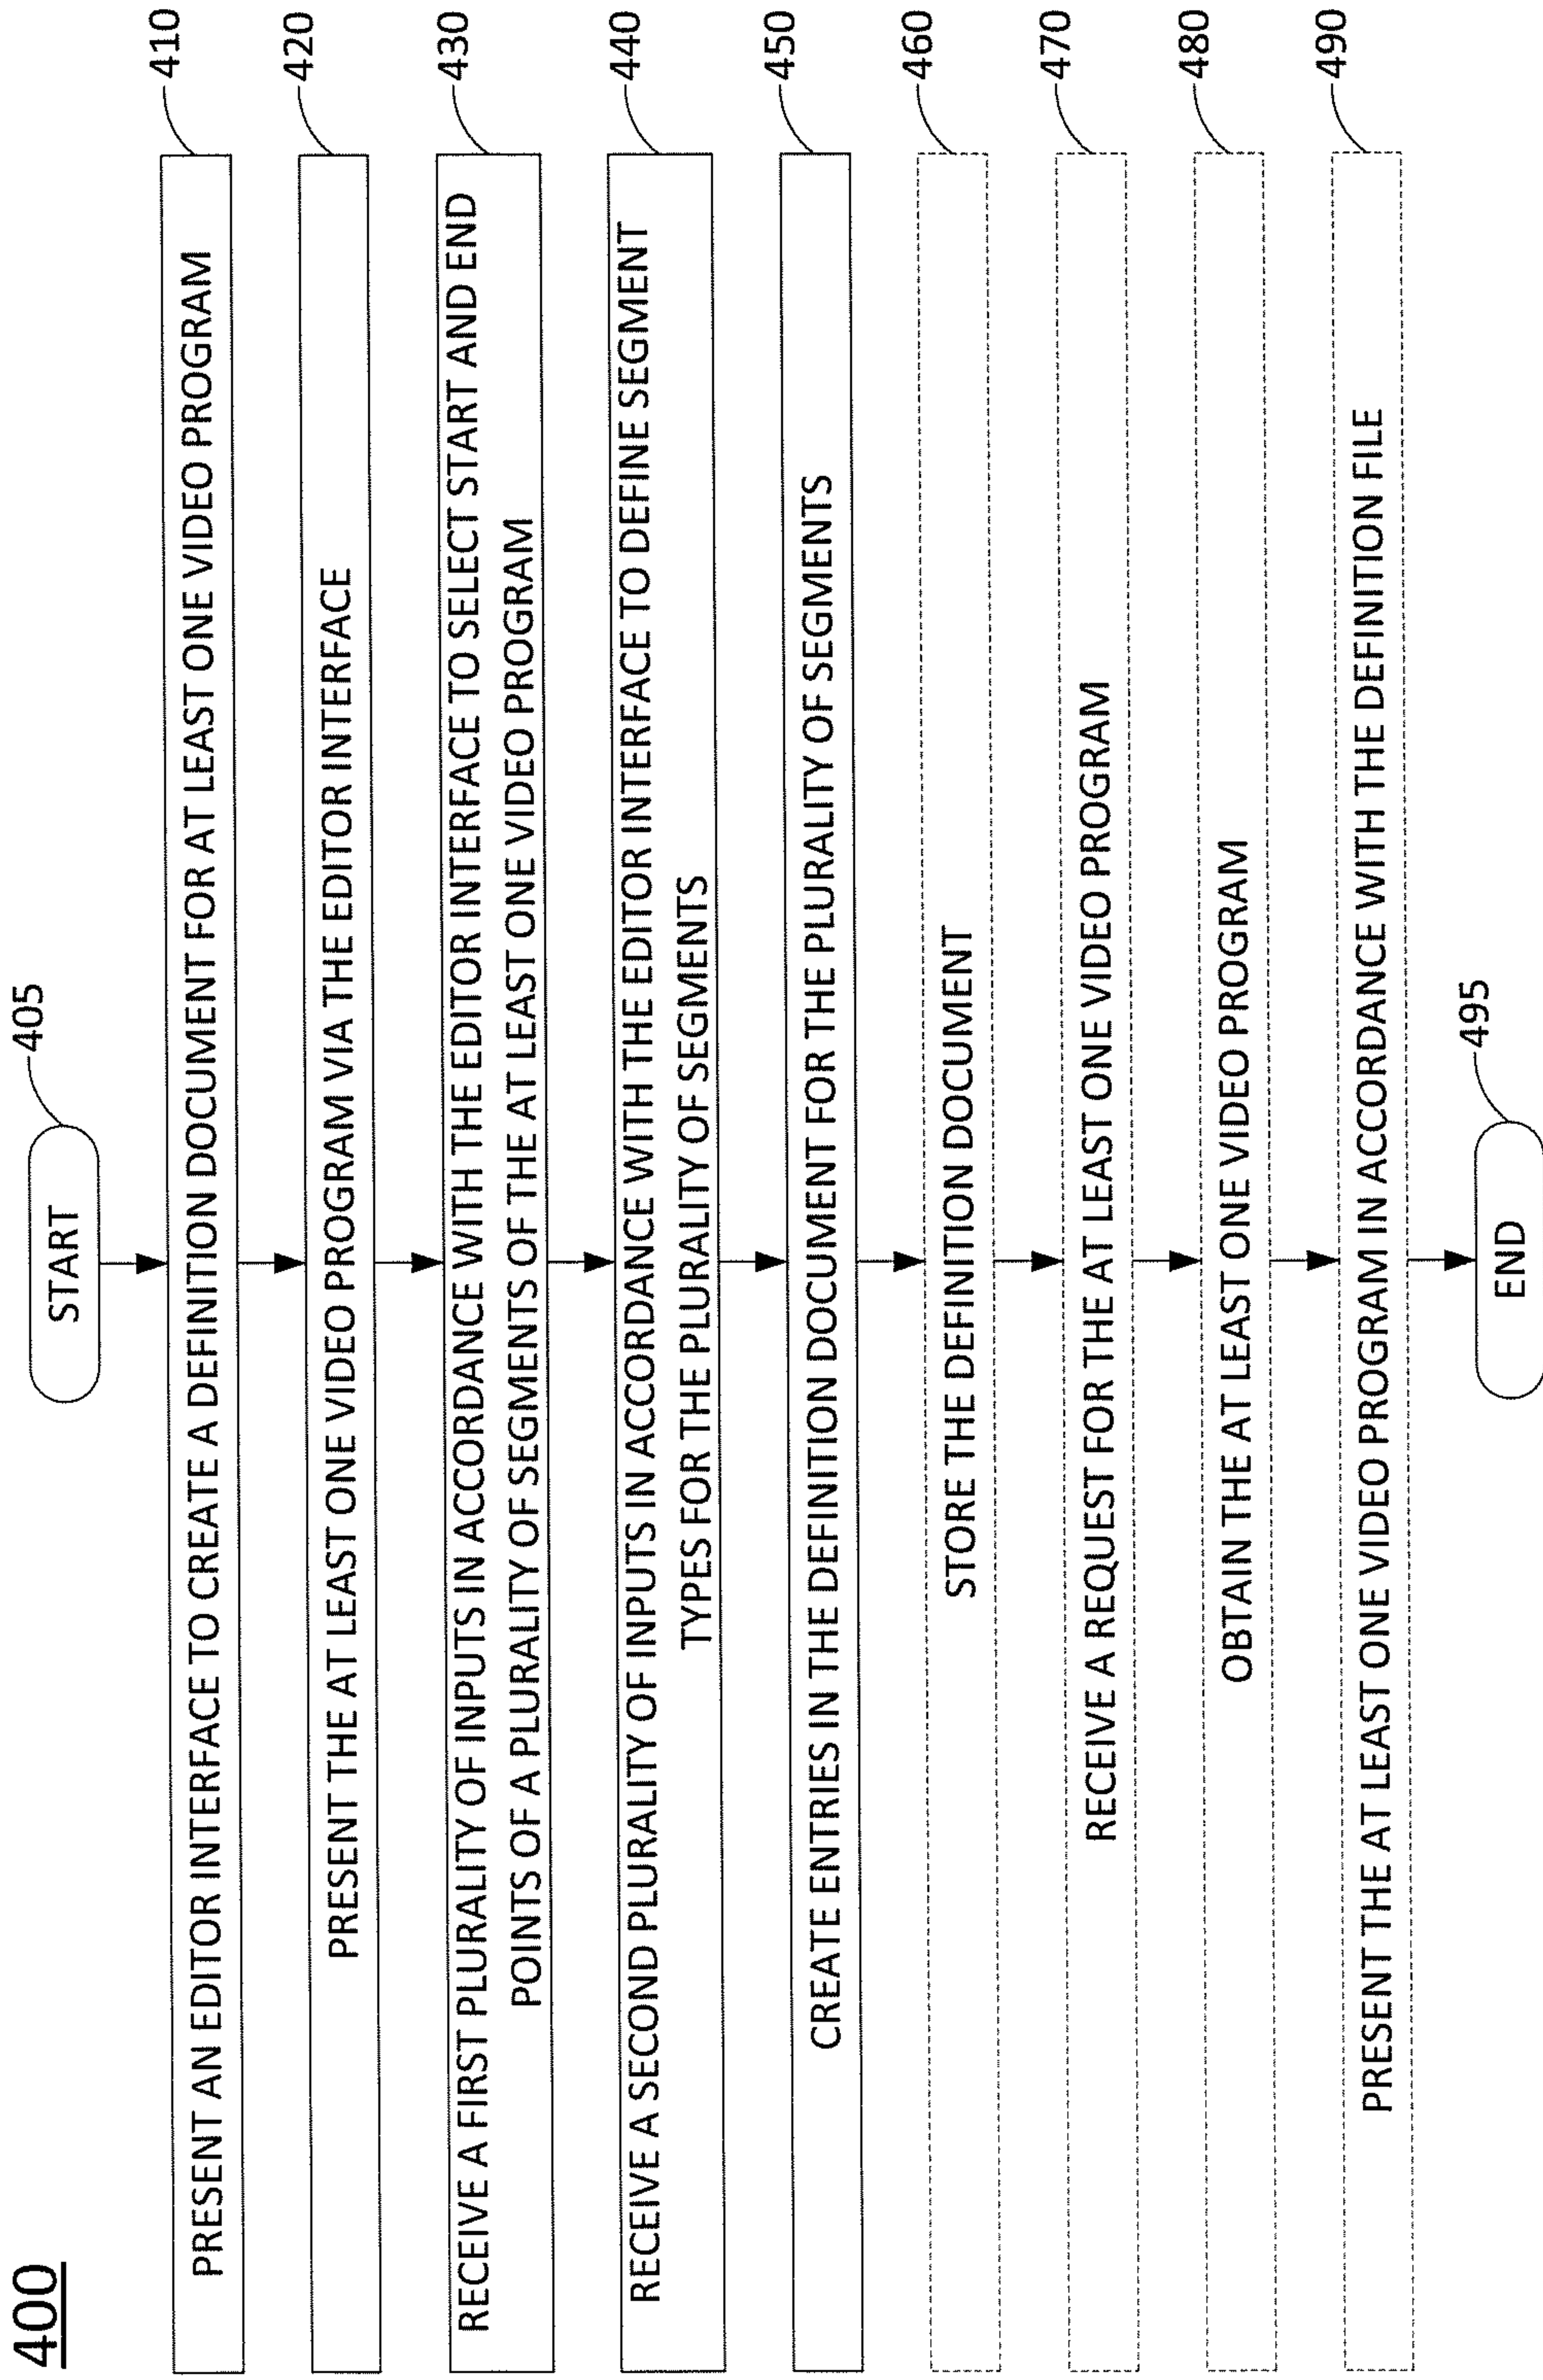 400
START
405
PRESENT AN EDITOR INTERFACE TO CREATE A DEFINITION DOCUMENT FOR AT LEAST ONE VIDEO PROGRAM
410
PRESENT THE AT LEAST ONE VIDEO PROGRAM VIA THE EDITOR INTERFACE
420
RECEIVE A FIRST PLURALITY OF INPUTS IN ACCORDANCE WITH THE EDITOR INTERFACE TO SELECT START AND END
POINTS OF A PLURALITY OF SEGMENTS OF THE AT LEAST ONE VIDEO PROGRAM
430
RECEIVE A SECOND PLURALITY OF INPUTS IN ACCORDANCE WITH THE EDITOR INTERFACE TO DEFINE SEGMENT
TYPES FOR THE PLURALITY OF SEGMENTS
440
CREATE ENTRIES IN THE DEFINITION DOCUMENT FOR THE PLURALITY OF SEGMENTS
450
STORE THE DEFINITION DOCUMENT
460
RECEIVE A REQUEST FOR THE AT LEAST ONE VIDEO PROGRAM
470
OBTAIN THE AT LEAST ONE VIDEO PROGRAM
480
PRESENT THE AT LEAST ONE VIDEO PROGRAM IN ACCORDANCE WITH THE DEFINITION FILE
490
END
495